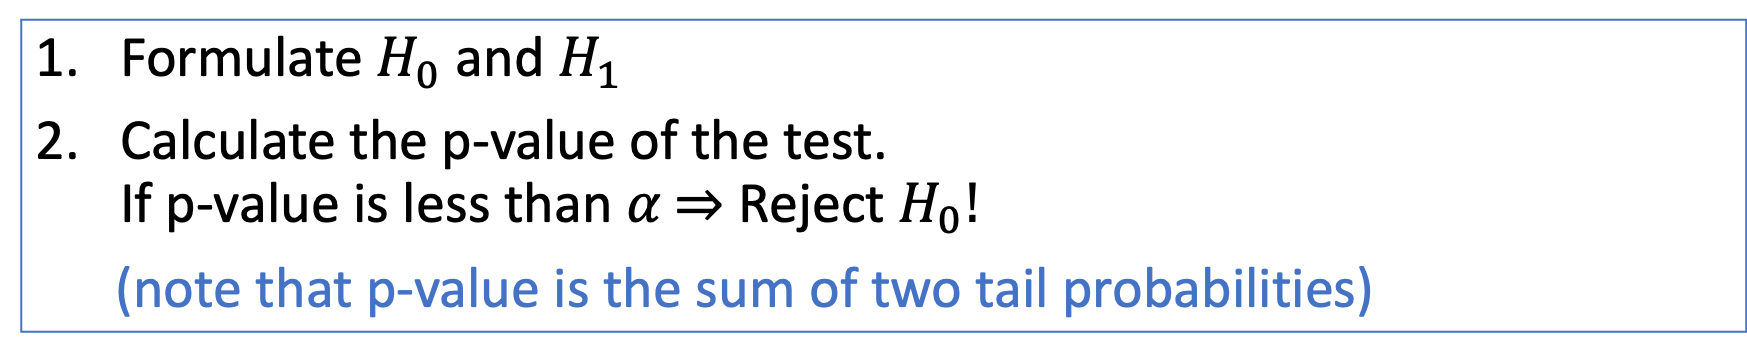 1. Formulate H₀ and H₁
2. Calculate the p-value of the test.
If p-value is less than α ⇒ Reject H₀!
(note that p-value is the sum of two tail probabilities)